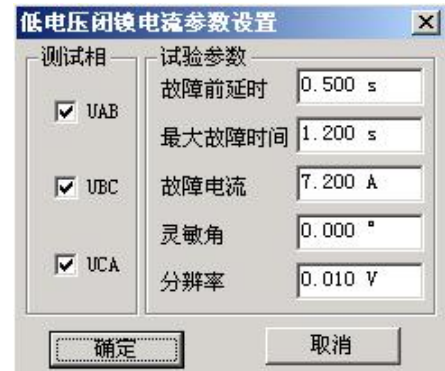 低电压闭锁电流参数设置
测试相
UAB
UBC
UCA
试验参数
故障前延时 0.500 s
最大故障时间 1.200 s
故障电流 7.200 A
灵敏角 0.000 °
分辨率 0.010 V
确定 取消